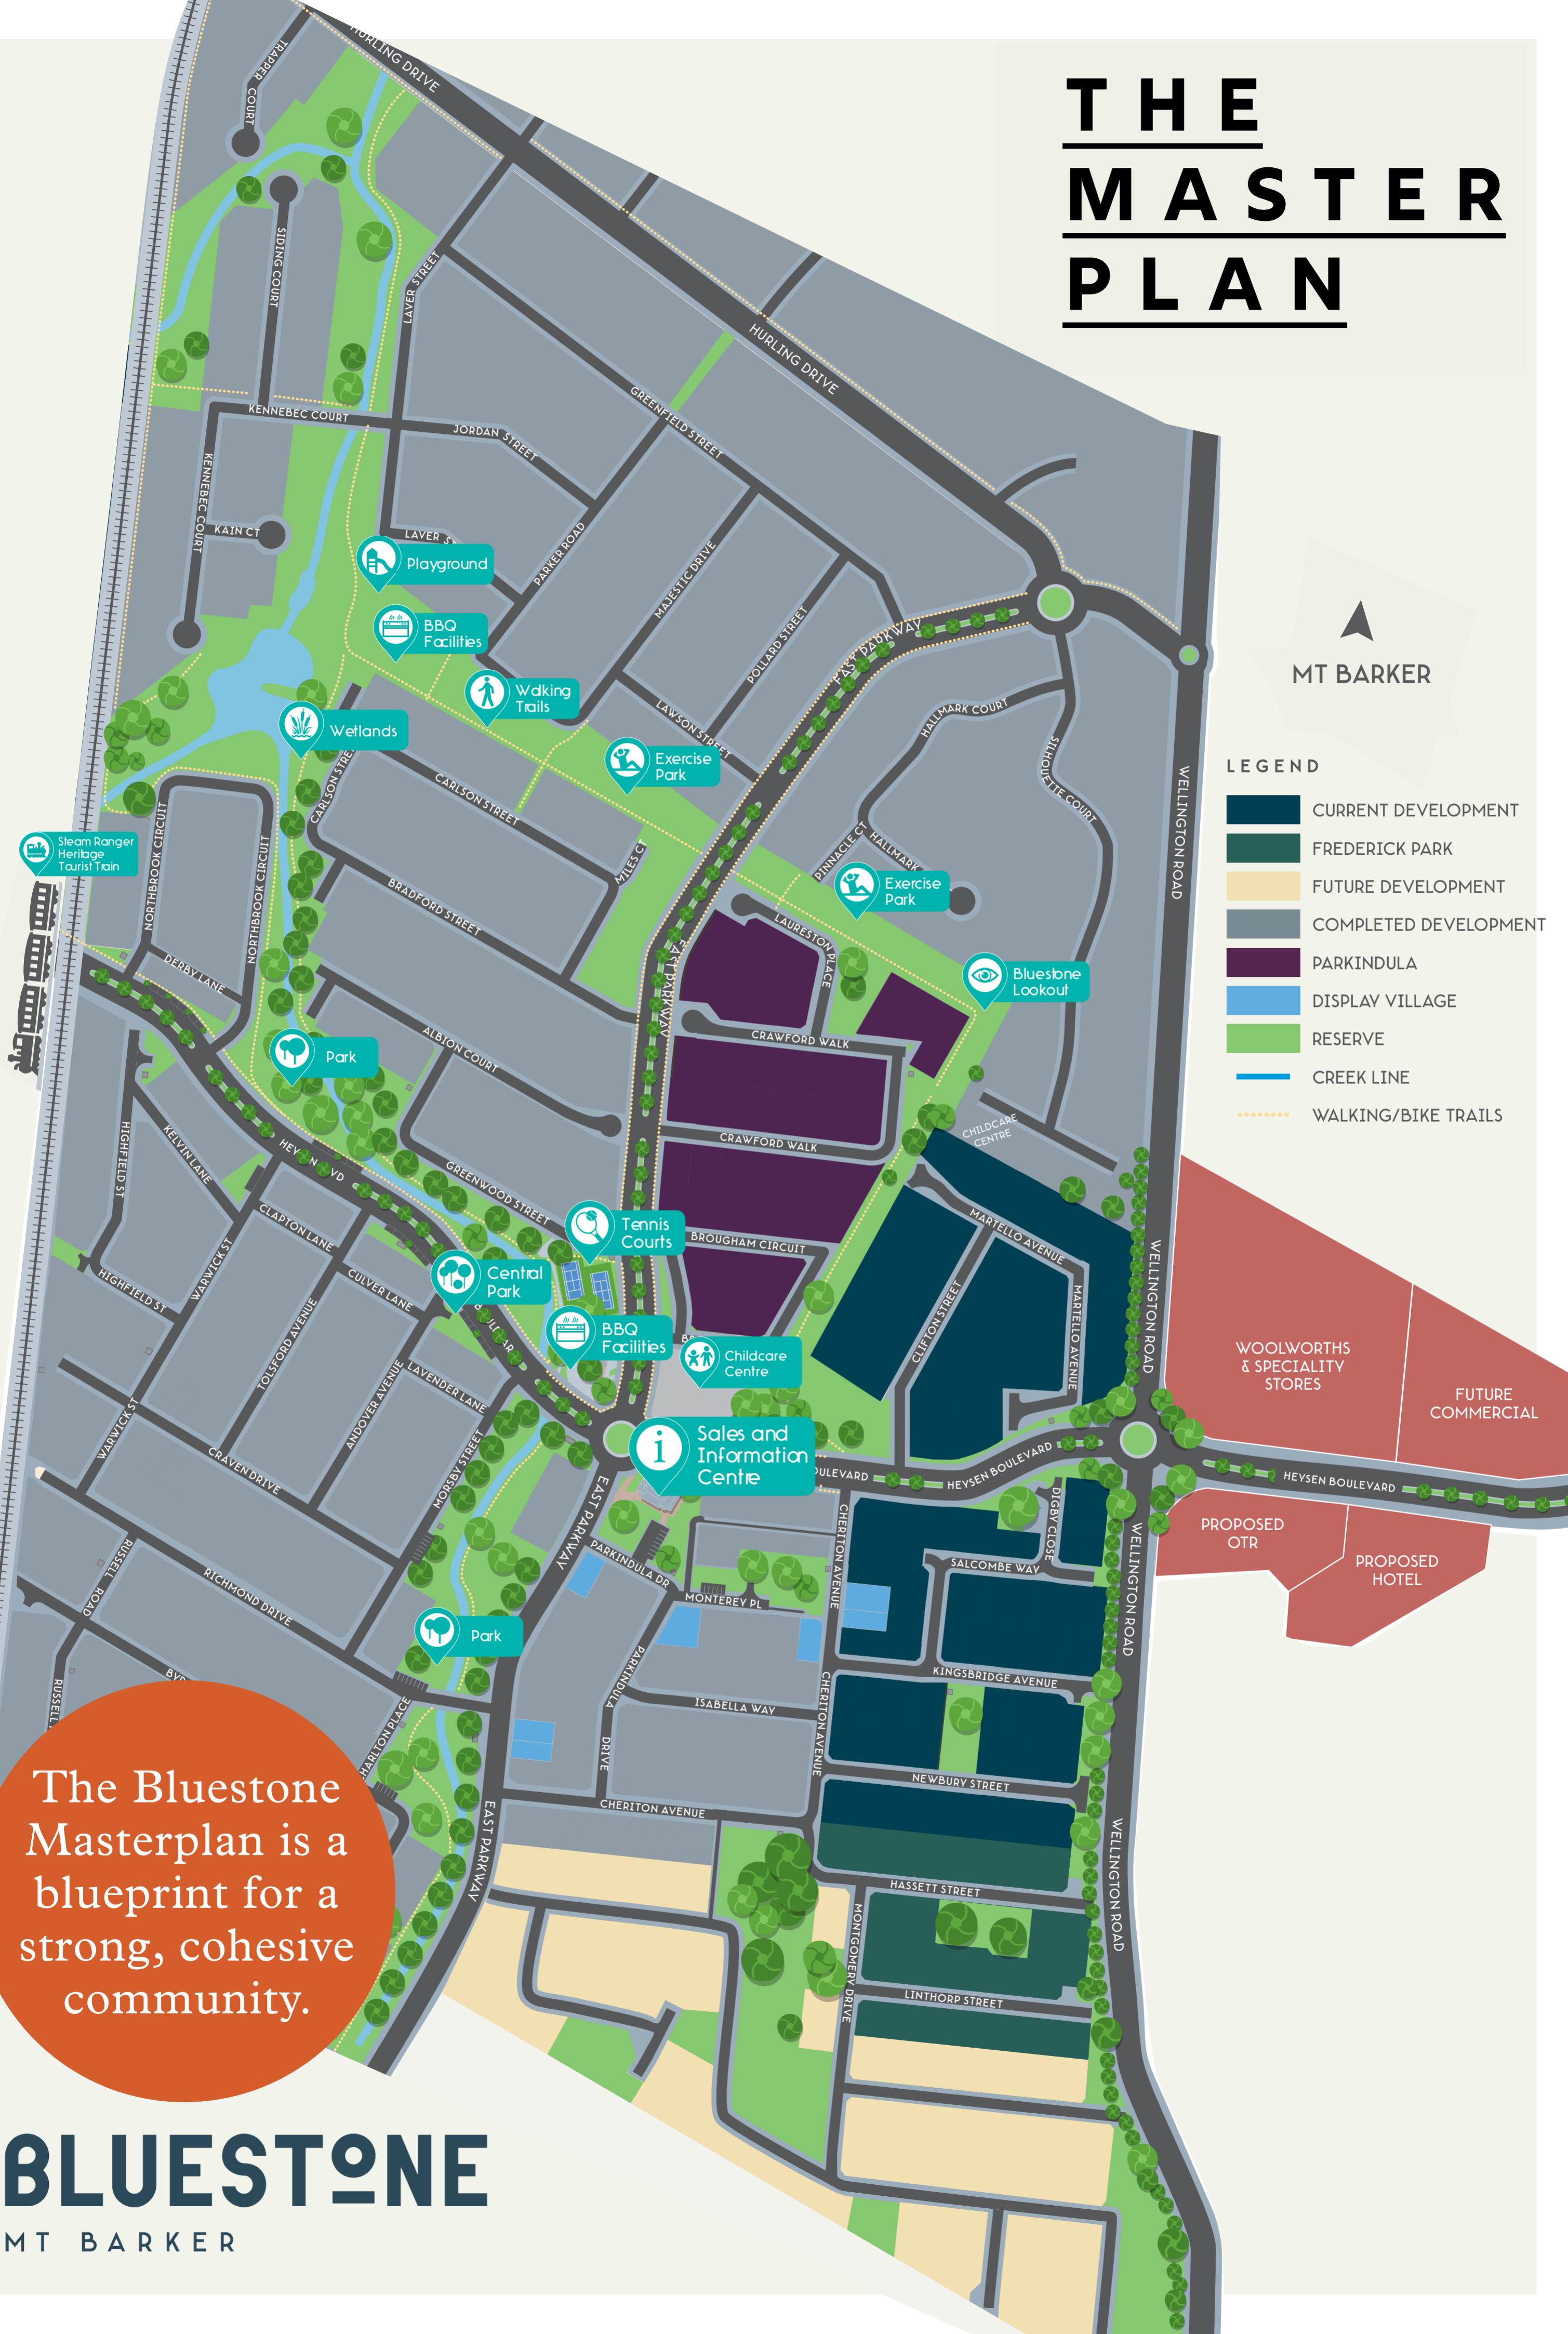 THE
MASTER
PLAN
HURLING DRIVE
TRAPPER
COURT
SIDING COURT
LAVER STREET
HURLING DRIVE
GREENFIELD STREET
KENNEBEC COURT
JORDAN STREET
KENNEBEC COURT
KAIN CT
LAVER
PARKER ROAD
MAJESTIC DRIVE
POLLARD STREET
LAWSON STREET
EAST PARKWAY
HALLMARK COURT
SILHOUETTE COURT
WELLINGTON ROAD
MT BARKER
LEGEND
CURRENT DEVELOPMENT
FREDERICK PARK
FUTURE DEVELOPMENT
COMPLETED DEVELOPMENT
PARKINDULA
DISPLAY VILLAGE
RESERVE
CREEK LINE
WALKING/BIKE TRAILS
Playground
BBQ
Facilities
Walking
Trails
Wetlands
Exercise
Park
CARLSON STREET
CARLSON STREET
MILES CT
BRADFORD STREET
PINNACLE CT
HALLMARK
Exercise
Park
Steam Ranger
Heritage
Tourist Train
NORTHBROOK CIRCUIT
NORTHBROOK CIRCUIT
DERBY LANE
LAURESTON PLACE
Bluestone
Lookout
EAST PARKWAY
CRAWFORD WALK
Park
ALBION COURT
CRAWFORD WALK
CHILDCARE
CENTRE
HIGHFIELD ST
KELVIN LANE
GREENWOOD STREET
CLAPTON LANE
WARWICK ST
HIGHFIELD ST
CULVER LANE
TOLSFORD AVENUE
Tennis
Courts
BROUGHAM CIRCUIT
Central
Park
BBQ
Facilities
Childcare
Centre
MARTELLO AVENUE
MARTELLO AVENUE
CLIFTON STREET
WELLINGTON ROAD
WOOLWORTHS
& SPECIALITY
STORES
FUTURE
COMMERCIAL
LAVENDER LANE
ANDOVER AVENUE
WARWICK ST
CRAVEN DRIVE
MORSBY STREET
Sales and
Information
Centre
HEYSEN BOULEVARD
HEYSEN BOULEVARD
EAST PARKWAY
PARKINDULA DR
MONTEREY PL
CHERITON AVENUE
DIGBY CLOSE
SALCOMBE WAY
PROPOSED
OTR
PROPOSED
HOTEL
WELLINGTON ROAD
RUSSELL ROAD
RICHMOND DRIVE
Park
PARKINDULA
DRIVE
ISABELLA WAY
CHERITON AVENUE
KINGSBRIDGE AVENUE
NEWBURY STREET
CHERITON AVENUE
RUSSELL
EAST PARKWAY
HASSETT STREET
MONTGOMERY DRIVE
LINTHORP STREET
WELLINGTON ROAD
The Bluestone
Masterplan is a
blueprint for a
strong, cohesive
community.
BLUESTONE
MT BARKER